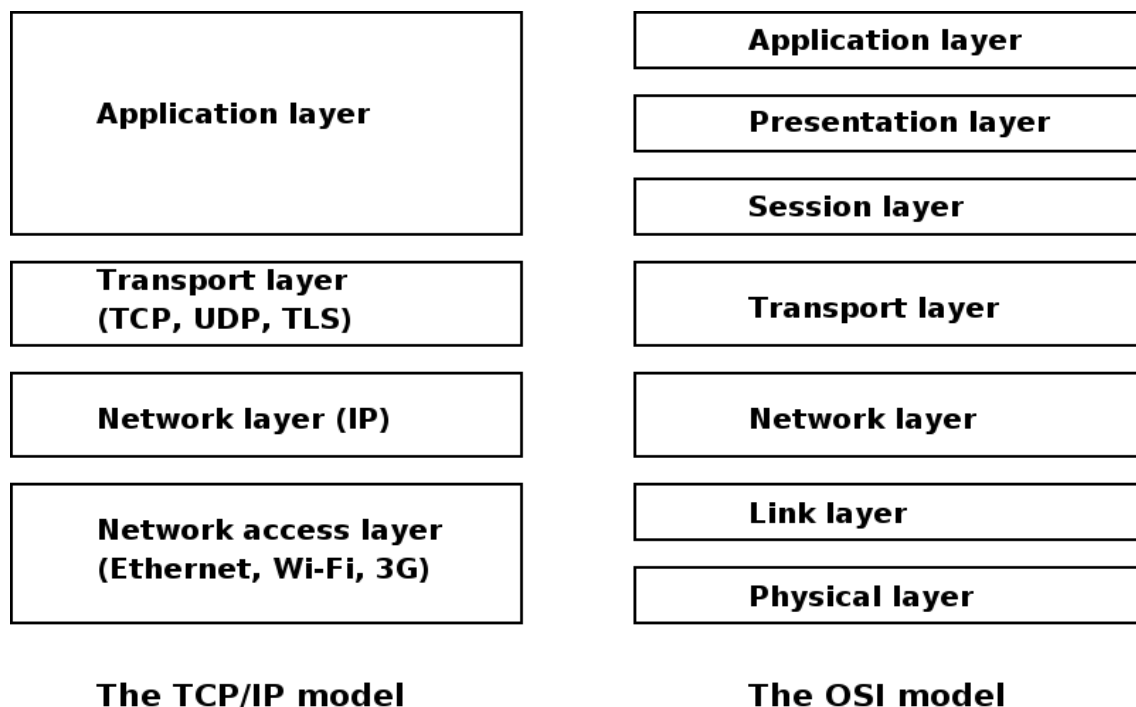 Application layer
Transport layer
(TCP, UDP, TLS)
Network layer (IP)
Network access layer
(Ethernet, Wi-Fi, 3G)
The TCP/IP model
Application layer
Presentation layer
Session layer
Transport layer
Network layer
Link layer
Physical layer
The OSI model